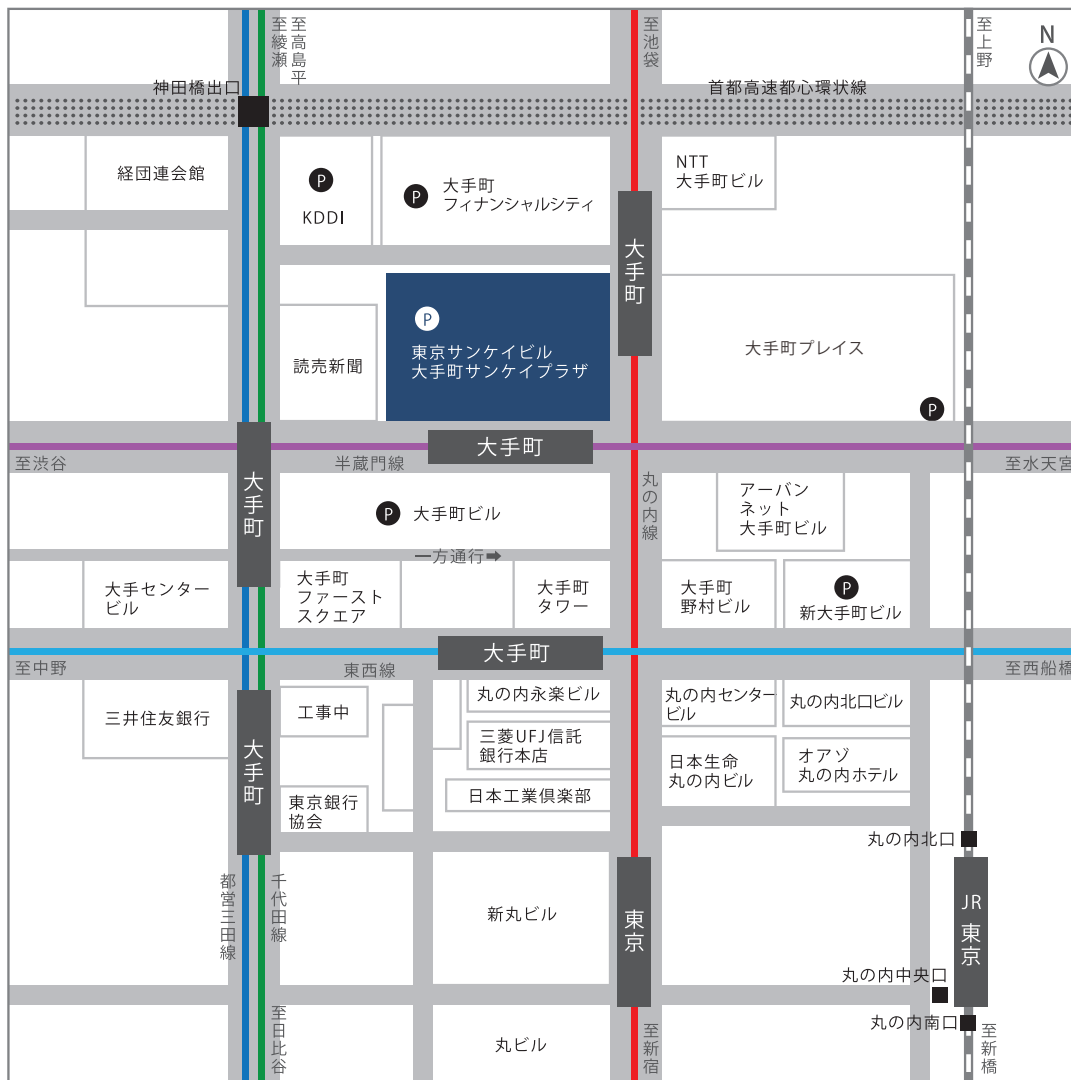 至綾瀬
至高島平
至池袋
至上野
N
神田橋出口
首都高速都心環状線
経団連会館
P
KDDI
P
大手町
フィナンシャルシティ
NTT
大手町ビル
大手町
P
東京サンケイビル
大手町サンケイプラザ
読売新聞
大手町プレイス
P
大手町
至渋谷
半蔵門線
至水天宮
大手町
P
大手町ビル
丸の内線
アーバン
ネット
大手町ビル
一方通行➡
大手センター
ビル
大手町
ファースト
スクエア
大手町
タワー
大手町
野村ビル
P
新大手町ビル
大手町
至中野
東西線
至西船橋
三井住友銀行
大手町
工事中
丸の内永楽ビル
丸の内センター
ビル
丸の内北口ビル
三菱UFJ信託
銀行本店
日本生命
丸の内ビル
オアゾ
丸の内ホテル
東京銀行
協会
日本工業倶楽部
丸の内北口
都営三田線
千代田線
新丸ビル
東京
JR
東京
丸の内中央口
丸の内南口
至日比谷
丸ビル
至新宿
至新橋